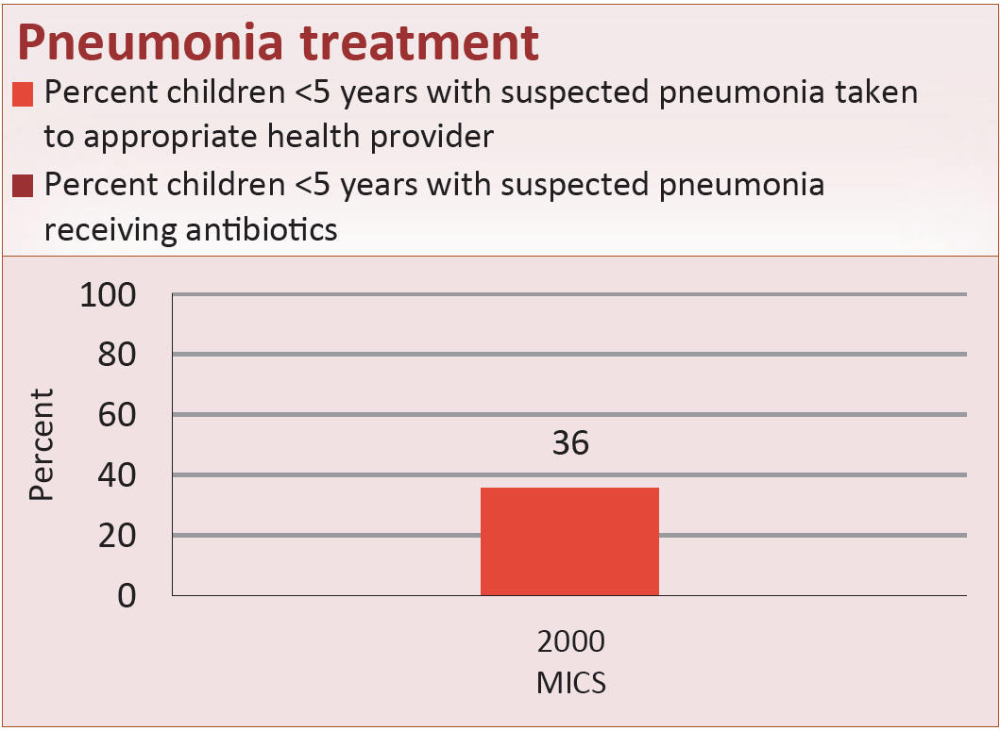 Pneumonia treatment
Percent children <5 years with suspected pneumonia taken
to appropriate health provider
Percent children <5 years with suspected pneumonia
receiving antibiotics
100
80
60
40
20
0
Percent
36
2000
MICS